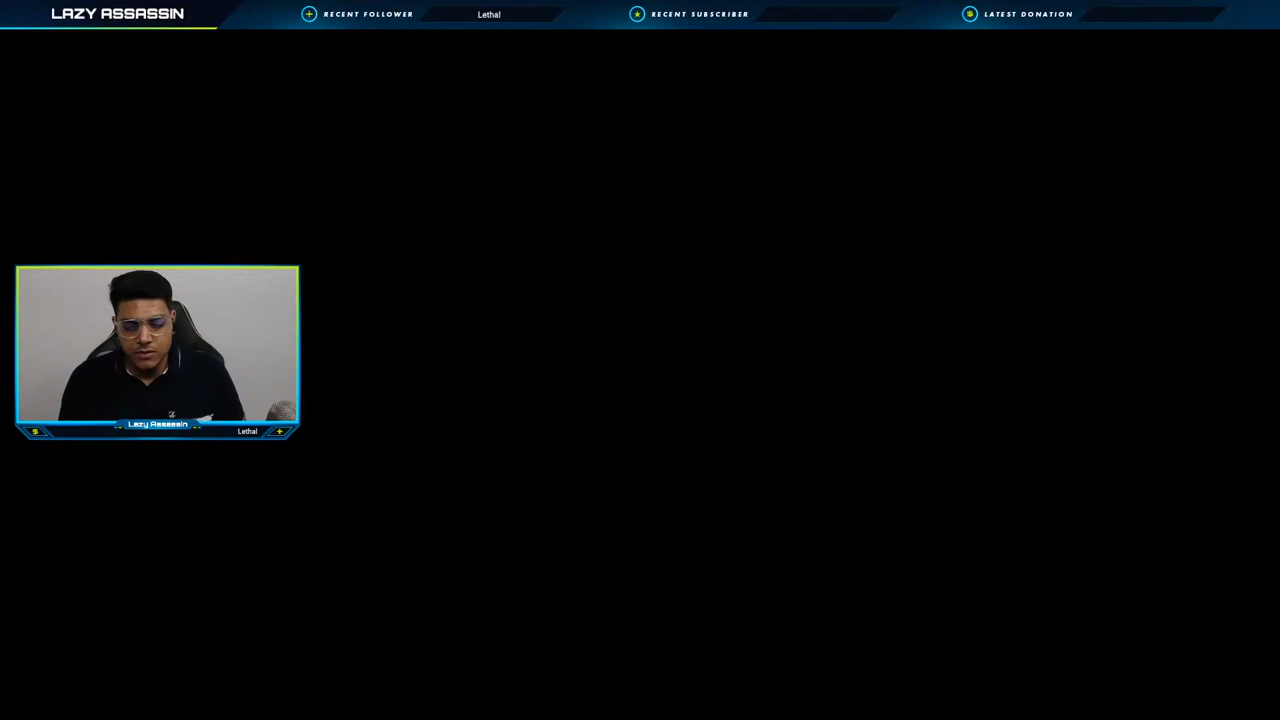 LAZY ASSASSIN
RECENT FOLLOWER
Lethal
RECENT SUBSCRIBER
LATEST DONATION
Lazy Assassin
Lethal